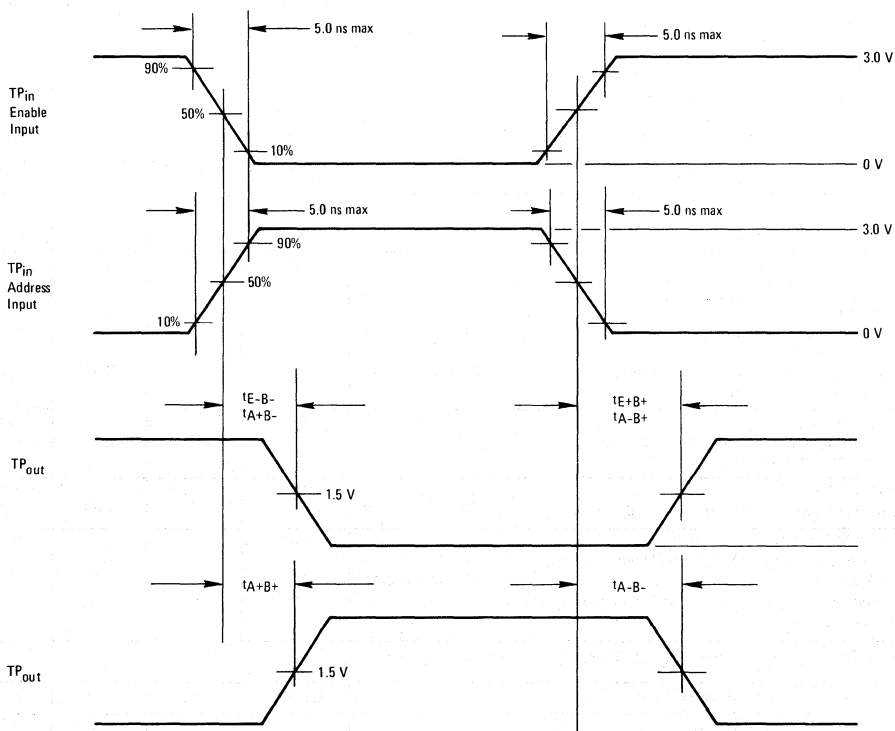 5.0 ns max
5.0 ns max
90%
3.0 V
TPin
Enable
Input
50%
10%
0 V
5.0 ns max
5.0 ns max
3.0 V
90%
TPin
Address
Input
50%
10%
0 V
tE-B-
tA+B-
tE+B+
tA-B+
TPout
1.5 V
tA+B+
tA-B-
TPout
1.5 V